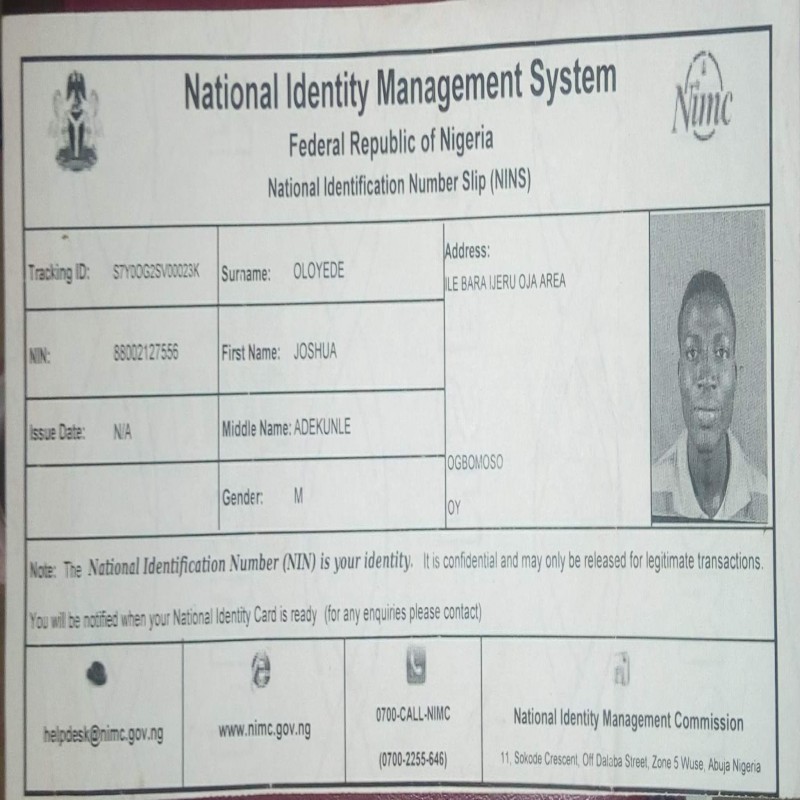 National Identity Management System
Federal Republic of Nigeria
National Identification Number Slip (NINS)
Nimc
Tracking ID: S7Y0OG2SV00023K
Surname: OLOYEDE
Address:
ILE BARA IJERU OJA AREA
NIN: 88002127556
First Name: JOSHUA
Issue Date: N/A
Middle Name: ADEKUNLE
OGBOMOSO
Gender: M
OY
Note: The National Identification Number (NIN) is your identity. It is confidential and may only be released for legitimate transactions.
You will be notified when your National Identity Card is ready (for any enquiries please contact)
helpdesk@nimc.gov.ng
www.nimc.gov.ng
0700-CALL-NIMC
(0700-2255-646)
National Identity Management Commission
11, Sokode Crescent, Off Dalaba Street, Zone 5 Wuse, Abuja Nigeria